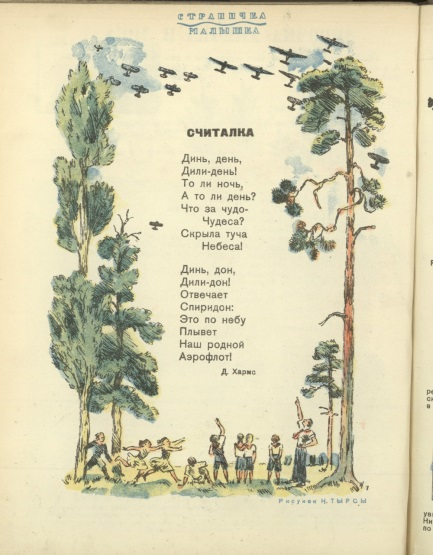 СТРАНИЧКА
МАЛЫШКА
СЧИТАЛКА
Динь, день,
Дили-день!
То ли ночь,
А то ли день?
Что за чудо-
Чудеса?
Скрыла туча
Небеса!
Динь, дон,
Дили-дон!
Отвечает
Спиридон:
Это по небу
Плывет
Наш родной
Аэрофлот!
Д. Хармс
Рисунки Ч. ТЫРСЫ